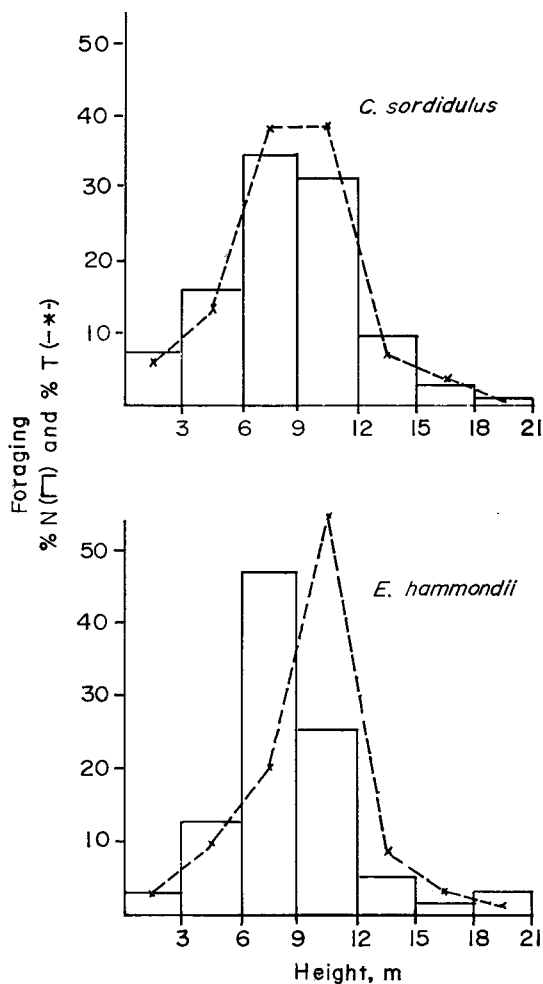 50
40
30
20
10
C. sordidulus
3 6 9 12 15 18 21
Foraging
% N (⊓) and % T (-*-)
50
40
30
20
10
E. hammondii
3 6 9 12 15 18 21
Height, m